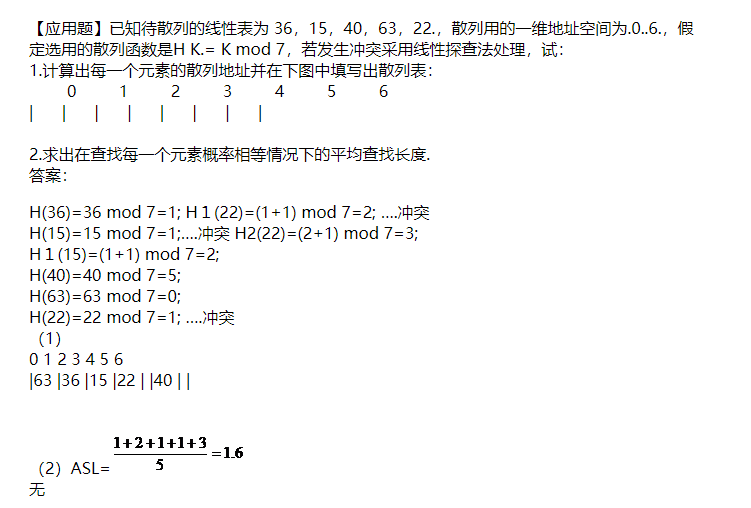 【应用题】已知待散列的线性表为 36，15，40，63，22.，散列用的一维地址空间为.0..6.，假
定选用的散列函数是H K.= K mod 7，若发生冲突采用线性探查法处理，试：
1.计算出每一个元素的散列地址并在下图中填写出散列表：
0 1 2 3 4 5 6
| | | | | | | |
2.求出在查找每一个元素概率相等情况下的平均查找长度.
答案：
H(36)=36 mod 7=1; H１(22)=(1+1) mod 7=2; ....冲突
H(15)=15 mod 7=1;....冲突 H2(22)=(2+1) mod 7=3;
H１(15)=(1+1) mod 7=2;
H(40)=40 mod 7=5;
H(63)=63 mod 7=0;
H(22)=22 mod 7=1; ....冲突
（1）
0 1 2 3 4 5 6
|63 |36 |15 |22 | |40 | |
1+2+1+1+3
（2）ASL= =1.6
5
无